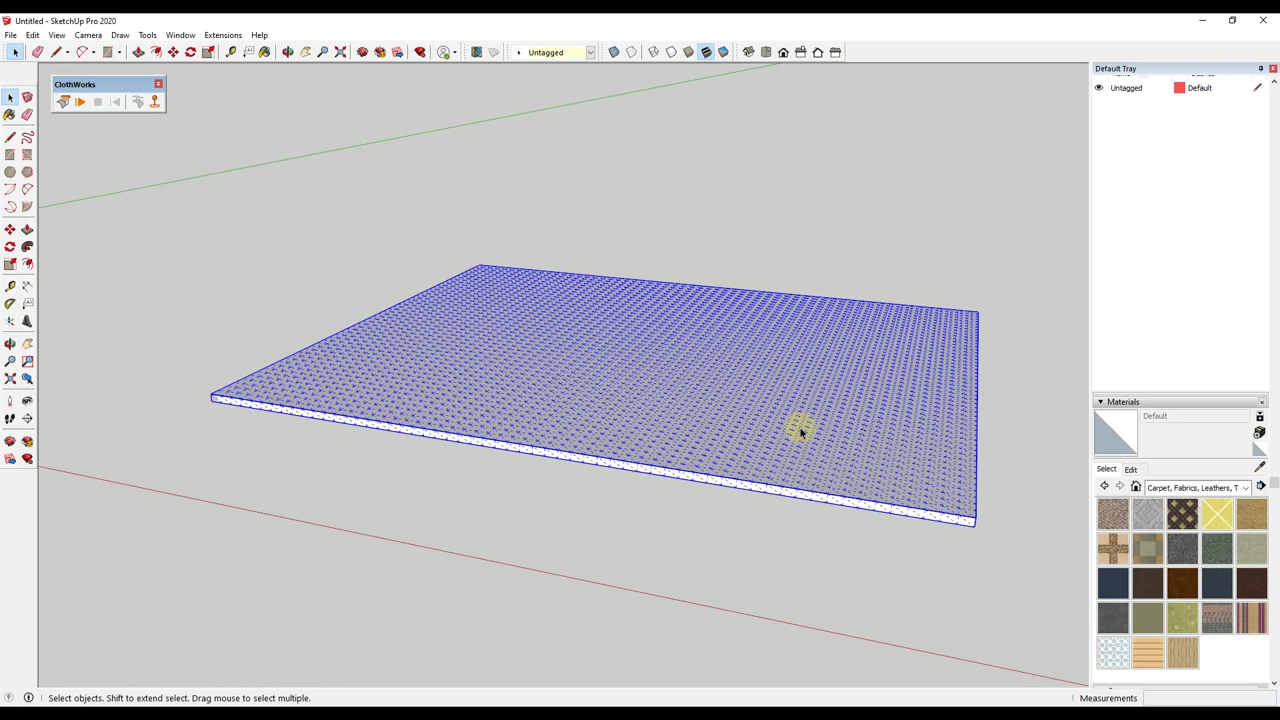 Untitled - SketchUp Pro 2020
File Edit View Camera Draw Tools Window Extensions Help
Untagged
Default Tray
ClothWorks
Untagged Default
Materials
Default
Select Edit
Carpet, Fabrics, Leathers, T
Select objects. Shift to extend select. Drag mouse to select multiple.
Measurements